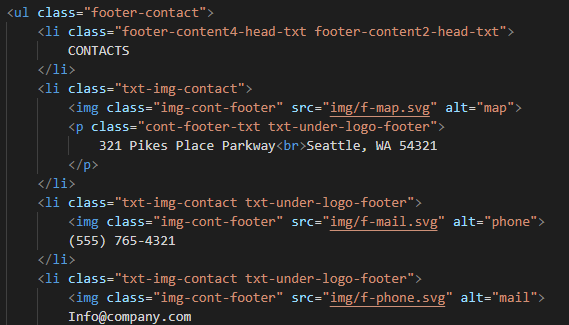 <ul class="footer-contact">
<li class="footer-content4-head-txt footer-content2-head-txt">
CONTACTS
</li>
<li class="txt-img-contact">
<img class="img-cont-footer" src="img/f-map.svg" alt="map">
<p class="cont-footer-txt txt-under-logo-footer">
321 Pikes Place Parkway<br>Seattle, WA 54321
</p>
</li>
<li class="txt-img-contact txt-under-logo-footer">
<img class="img-cont-footer" src="img/f-mail.svg" alt="phone">
(555) 765-4321
</li>
<li class="txt-img-contact txt-under-logo-footer">
<img class="img-cont-footer" src="img/f-phone.svg" alt="mail">
Info@company.com